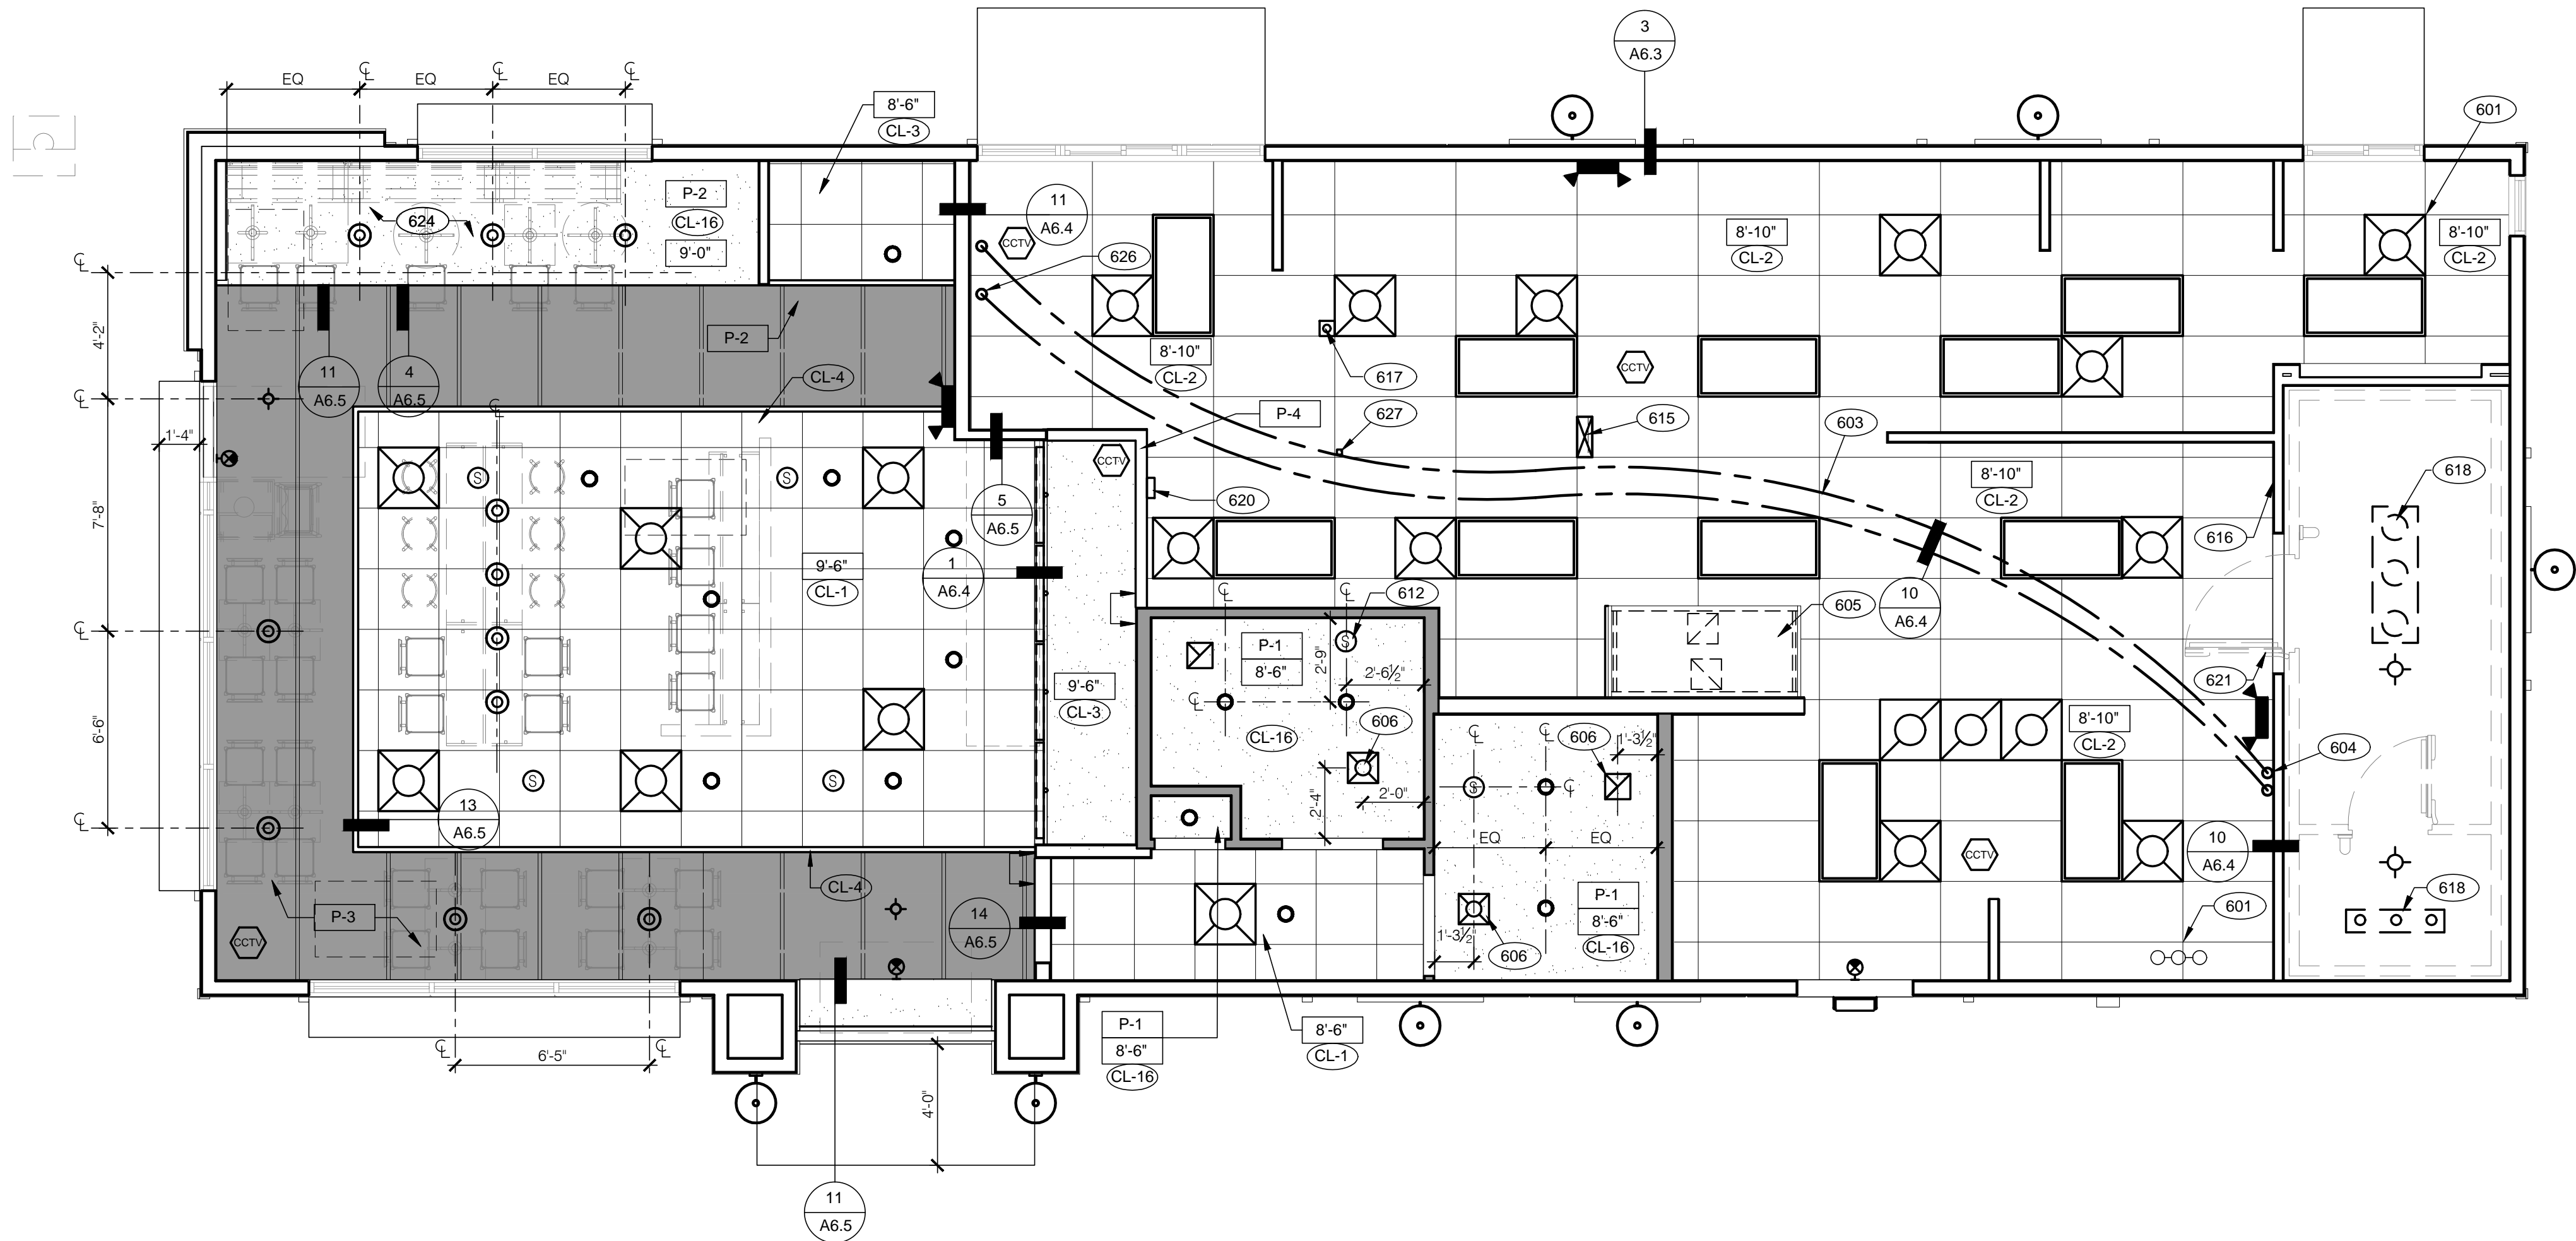 3
A6.3
EQ
EQ
EQ
8'-6"
CL-3
601
P-2
CL-16
9'-0"
624
11
A6.4
CCTV
626
8'-10"
CL-2
8'-10"
CL-2
4'-2"
P-2
11
A6.5
4
A6.5
CL-4
8'-10"
CL-2
617
CCTV
1'-4"
P-4
627
615
603
CCTV
8'-10"
CL-2
618
S
S
5
A6.5
620
7'-8"
616
9'-6"
CL-1
1
A6.4
612
S
605
10
A6.4
P-1
8'-6"
2'-9"
2'-6½"
9'-6"
CL-3
621
6'-6"
CL-16
606
606
1'-3½"
8'-10"
CL-2
604
S
S
S
2'-4"
2'-0"
13
A6.5
EQ
EQ
CCTV
10
A6.4
CL-4
P-3
14
A6.5
P-1
8'-6"
CL-16
601
618
CCTV
1'-3½"
606
P-1
8'-6"
CL-16
8'-6"
CL-1
6'-5"
4'-0"
11
A6.5